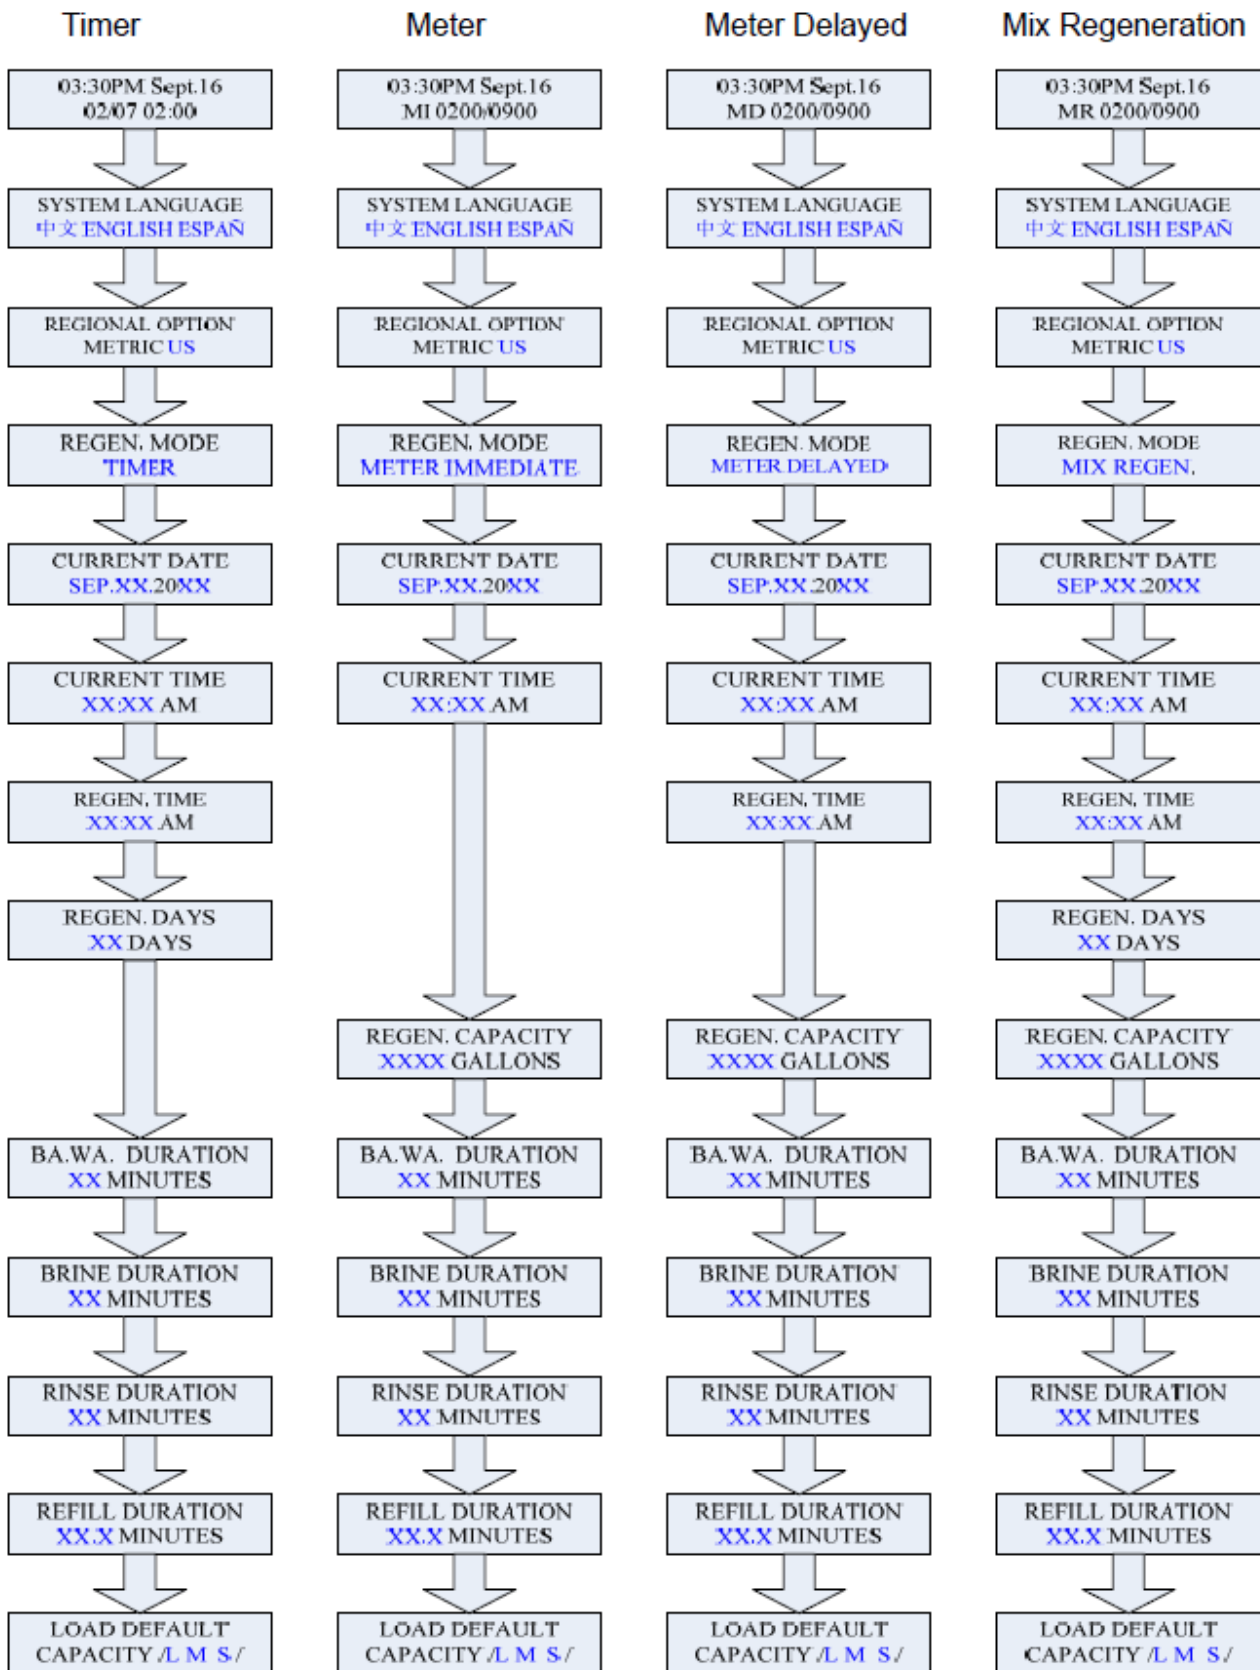 Timer
03:30PM Sept.16
02/07 02:00
SYSTEM LANGUAGE
中文 ENGLISH ESPAÑ
REGIONAL OPTION
METRIC US
REGEN. MODE
TIMER
CURRENT DATE
SEP.XX.20XX
CURRENT TIME
XX:XX AM
REGEN. TIME
XX:XX AM
REGEN. DAYS
XX DAYS
BA.WA. DURATION
XX MINUTES
BRINE DURATION
XX MINUTES
RINSE DURATION
XX MINUTES
REFILL DURATION
XX.X MINUTES
LOAD DEFAULT
CAPACITY /L M S /
Meter
03:30PM Sept.16
MI 0200/0900
SYSTEM LANGUAGE
中文 ENGLISH ESPAÑ
REGIONAL OPTION
METRIC US
REGEN. MODE
METER IMMEDIATE
CURRENT DATE
SEP.XX.20XX
CURRENT TIME
XX:XX AM
REGEN. CAPACITY
XXXX GALLONS
BA.WA. DURATION
XX MINUTES
BRINE DURATION
XX MINUTES
RINSE DURATION
XX MINUTES
REFILL DURATION
XX.X MINUTES
LOAD DEFAULT
CAPACITY /L M S /
Meter Delayed
03:30PM Sept.16
MD 0200/0900
SYSTEM LANGUAGE
中文 ENGLISH ESPAÑ
REGIONAL OPTION
METRIC US
REGEN. MODE
METER DELAYED
CURRENT DATE
SEP.XX.20XX
CURRENT TIME
XX:XX AM
REGEN. TIME
XX:XX AM
REGEN. CAPACITY
XXXX GALLONS
BA.WA. DURATION
XX MINUTES
BRINE DURATION
XX MINUTES
RINSE DURATION
XX MINUTES
REFILL DURATION
XX.X MINUTES
LOAD DEFAULT
CAPACITY /L M S /
Mix Regeneration
03:30PM Sept.16
MR 0200/0900
SYSTEM LANGUAGE
中文 ENGLISH ESPAÑ
REGIONAL OPTION
METRIC US
REGEN. MODE
MIX REGEN.
CURRENT DATE
SEP.XX.20XX
CURRENT TIME
XX:XX AM
REGEN. TIME
XX:XX AM
REGEN. DAYS
XX DAYS
REGEN. CAPACITY
XXXX GALLONS
BA.WA. DURATION
XX MINUTES
BRINE DURATION
XX MINUTES
RINSE DURATION
XX MINUTES
REFILL DURATION
XX.X MINUTES
LOAD DEFAULT
CAPACITY /L M S /